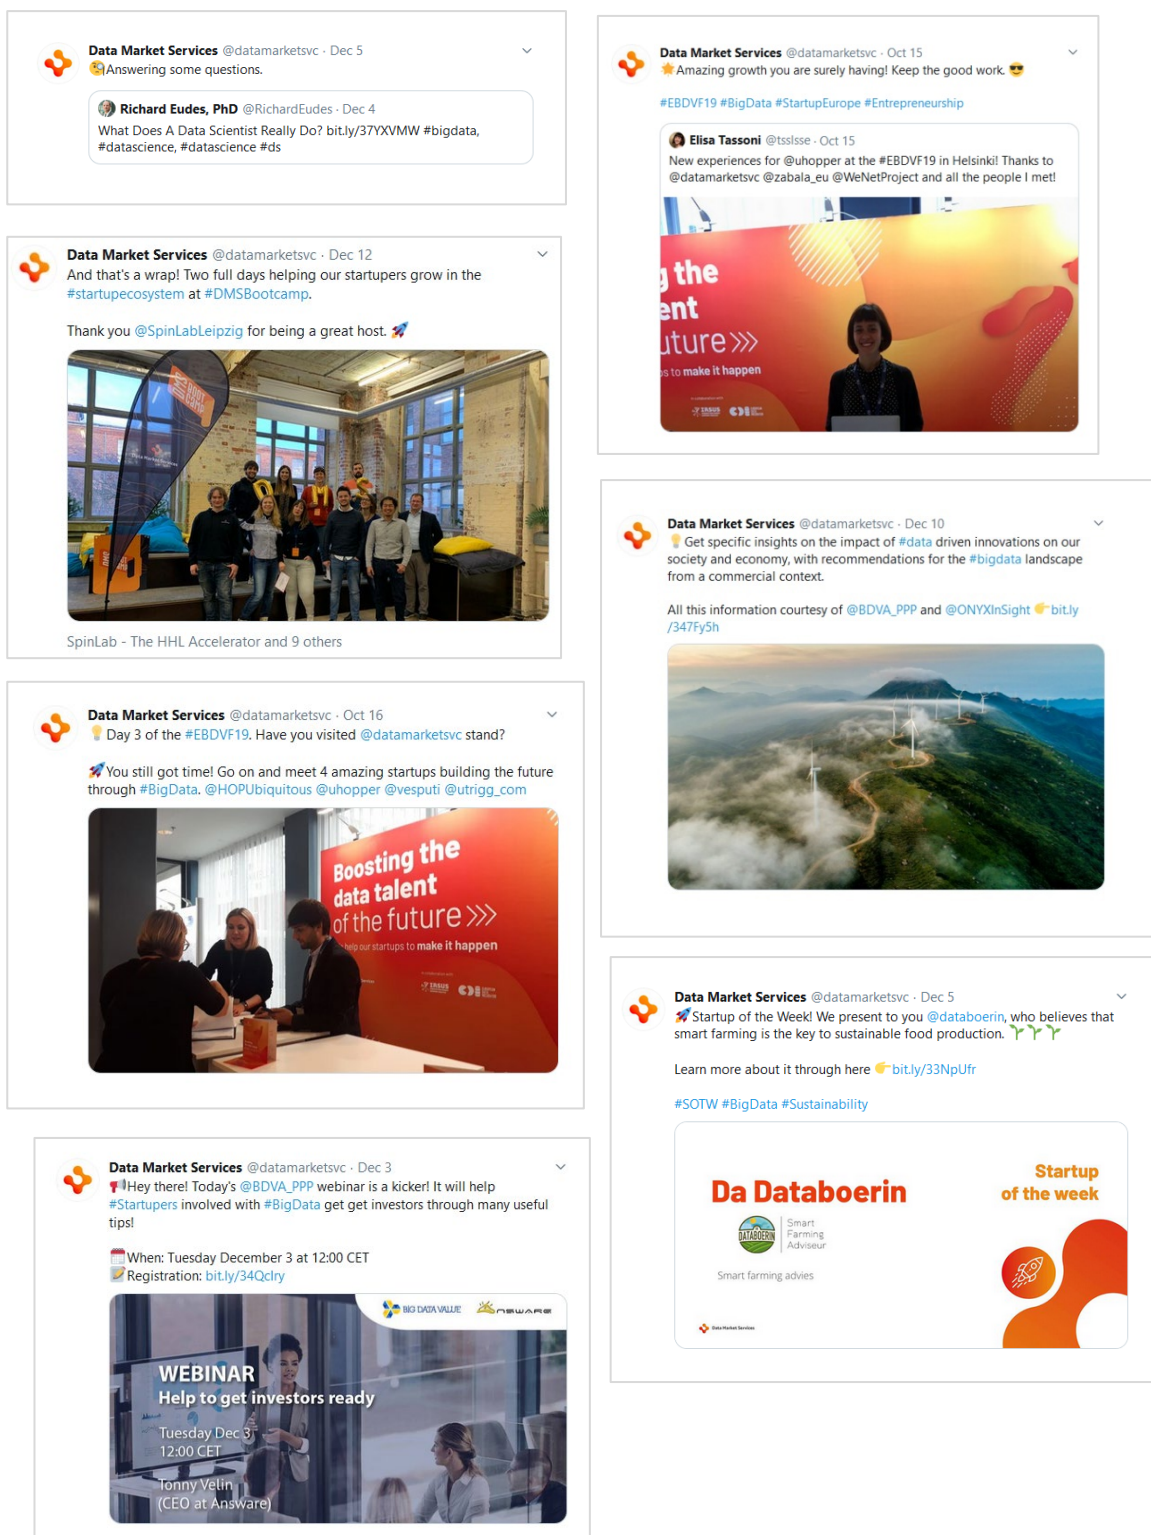 Data Market Services @datamarketsvc · Dec 5
🧐Answering some questions.
Richard Eudes, PhD @RichardEudes · Dec 4
What Does A Data Scientist Really Do? bit.ly/37YXVMW #bigdata,
#datascience, #datascience #ds
Data Market Services @datamarketsvc · Dec 12
And that's a wrap! Two full days helping our startupers grow in the
#startupecosystem at #DMSBootcamp.
Thank you @SpinLabLeipzig for being a great host. 🚀
BOOT
CAMP
Data Market Services
SpinLab - The HHL Accelerator and 9 others
Data Market Services @datamarketsvc · Oct 16
💡Day 3 of the #EBDVF19. Have you visited @datamarketsvc stand?
🚀You still got time! Go on and meet 4 amazing startups building the future
through #BigData. @HOPUbiquitous @uhopper @vesputi @utrigg_com
Boosting the
data talent
of the future >>>
help our startups to make it happen
ZABALA
Data Market Services @datamarketsvc · Dec 3
📢Hey there! Today's @BDVA_PPP webinar is a kicker! It will help
#Startupers involved with #BigData get get investors through many useful
tips!
🗓When: Tuesday December 3 at 12:00 CET
📝Registration: bit.ly/34Qclry
BIG DATA VALUE
ANSWARE
WEBINAR
Help to get investors ready
Tuesday Dec 3
12:00 CET
Tonny Velin
(CEO at Answare)
Data Market Services @datamarketsvc · Oct 15
🌟Amazing growth you are surely having! Keep the good work. 😎
#EBDVF19 #BigData #StartupEurope #Entrepreneurship
Elisa Tassoni @tsslsse · Oct 15
New experiences for @uhopper at the #EBDVF19 in Helsinki! Thanks to
@datamarketsvc @zabala_eu @WeNetProject and all the people I met!
g the
ent
uture >>>
ps to make it happen
Data Market Services @datamarketsvc · Dec 10
💡Get specific insights on the impact of #data driven innovations on our
society and economy, with recommendations for the #bigdata landscape
from a commercial context.
All this information courtesy of @BDVA_PPP and @ONYXInSight 👉bit.ly
/347Fy5h
Data Market Services @datamarketsvc · Dec 5
🚀Startup of the Week! We present to you @databoerin, who believes that
smart farming is the key to sustainable food production. 🌱🌱🌱
Learn more about it through here 👉bit.ly/33NpUfr
#SOTW #BigData #Sustainability
Startup
of the week
Da Databoerin
DATABOERIN
Smart
Farming
Adviseur
Smart farming advies
Data Market Services